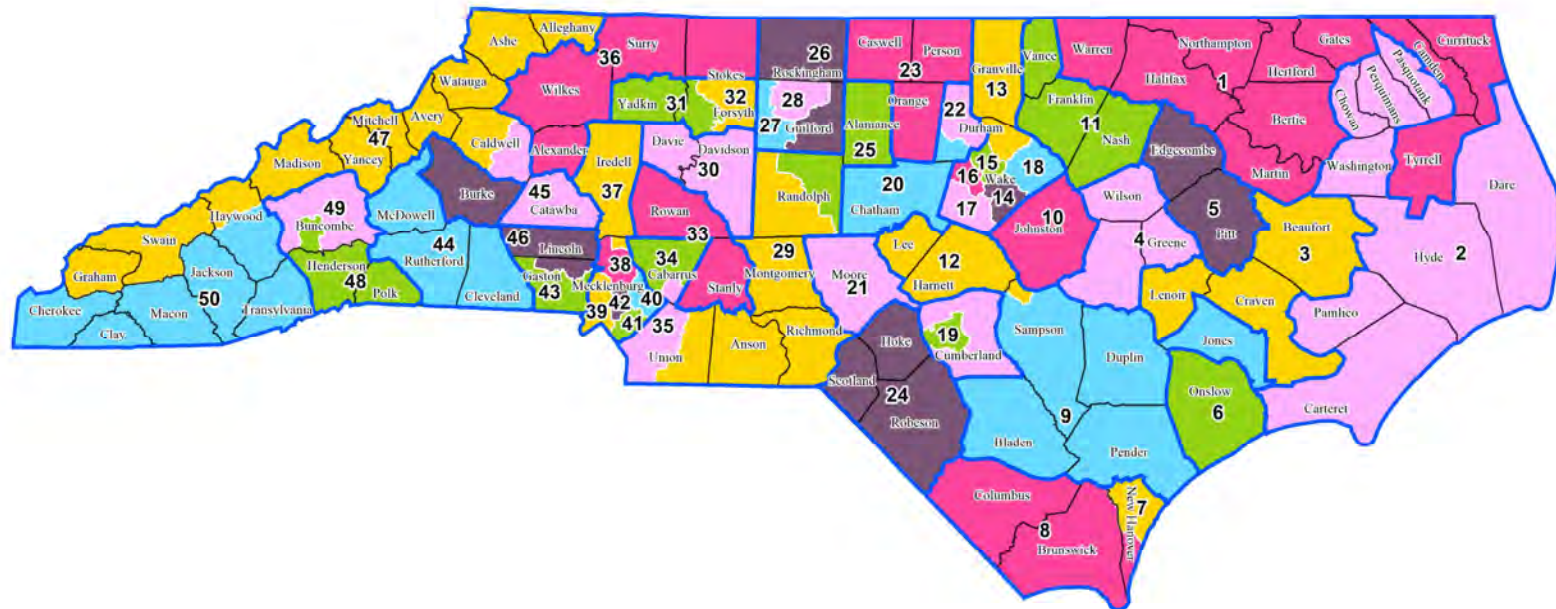 Alleghany
Ashe
Surry
36
Stokes
26
Rockingham
Caswell
Person
23
Granville
13
Vance
Warren
Northampton
Gates
Hertford
Halifax
1
Camden
Currituck
Pasquotank
Perquimans
Chowan
Watauga
Wilkes
Yadkin
31
32
Forsyth
28
27
Guilford
Alamance
25
Orange
22
Durham
Franklin
11
Nash
Bertie
Edgecombe
Martin
Washington
Tyrrell
Dare
Mitchell
47
Avery
Yancey
Caldwell
Alexander
Iredell
37
Davie
Davidson
30
Randolph
20
Chatham
15
16
Wake
18
14
17
Madison
Burke
45
Catawba
Rowan
33
Wilson
10
Johnston
4
Greene
5
Pitt
Beaufort
3
Hyde
2
Haywood
49
Buncombe
McDowell
44
Rutherford
46
Lincoln
38
34
Cabarrus
29
Montgomery
Stanly
Lee
12
Harnett
Moore
21
Swain
Graham
Jackson
Henderson
48
Polk
Cleveland
Gaston
43
Mecklenburg
42
40
39
41
35
Lenoir
Craven
Pamlico
50
Cherokee
Macon
Transylvania
Clay
Union
Anson
Richmond
Hoke
19
Cumberland
Sampson
Duplin
Jones
Scotland
24
Robeson
Onslow
6
Carteret
9
Bladen
Pender
Columbus
8
Brunswick
7
New Hanover